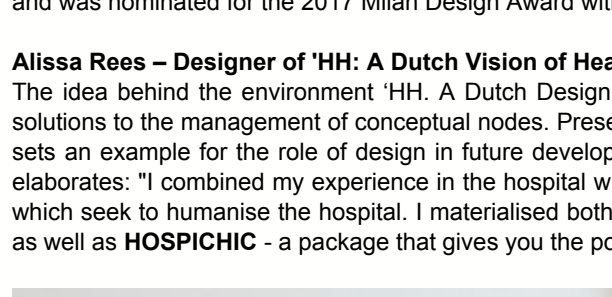 and was nominated for the 2017 Milan Design Award wit
Alissa Rees – Designer of 'HH: A Dutch Vision of Hea
The idea behind the environment ‘HH. A Dutch Design
solutions to the management of conceptual nodes. Prese
sets an example for the role of design in future develop
elaborates: "I combined my experience in the hospital w
which seek to humanise the hospital. I materialised both
as well as HOSPICHIC - a package that gives you the po